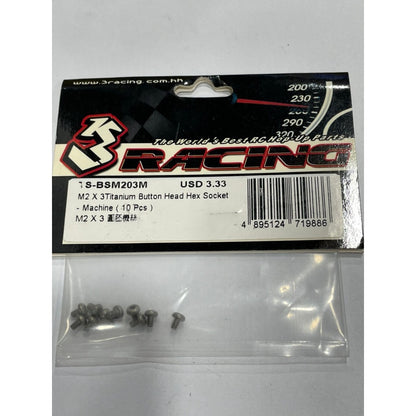 www.3racing.com.hk
200°
230
290
320
The World's Best RC Hop-Up Parts
3RACING
TS-BSM203M USD 3.33
M2 X 3Titanium Button Head Hex Socket
- Machine ( 10 Pcs )
M2 X 3
4 895124 719886